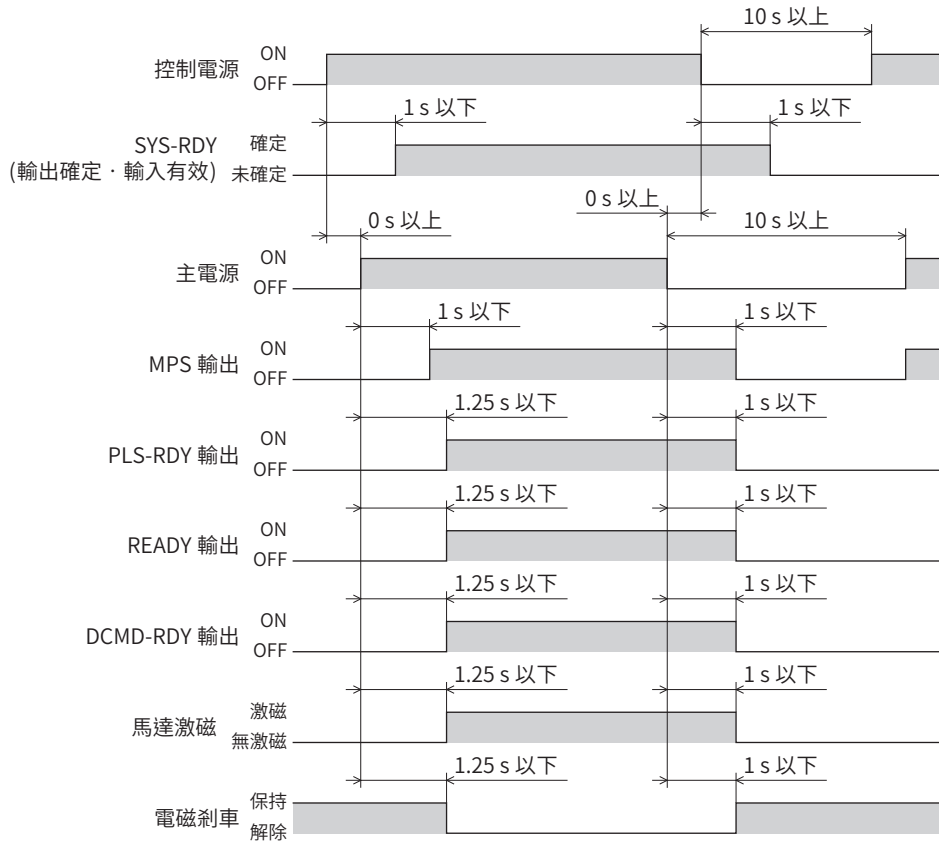 10 s 以上
控制電源
ON
OFF
1 s 以下
1 s 以下
SYS-RDY
(輸出確定·輸入有效)
確定
未確定
0 s 以上
0 s 以上
10 s 以上
主電源
ON
OFF
1 s 以下
1 s 以下
MPS 輸出
ON
OFF
1.25 s 以下
1 s 以下
PLS-RDY 輸出
ON
OFF
1.25 s 以下
1 s 以下
READY 輸出
ON
OFF
1.25 s 以下
1 s 以下
DCMD-RDY 輸出
ON
OFF
1.25 s 以下
1 s 以下
馬達激磁
激磁
無激磁
1.25 s 以下
1 s 以下
電磁剎車
保持
解除